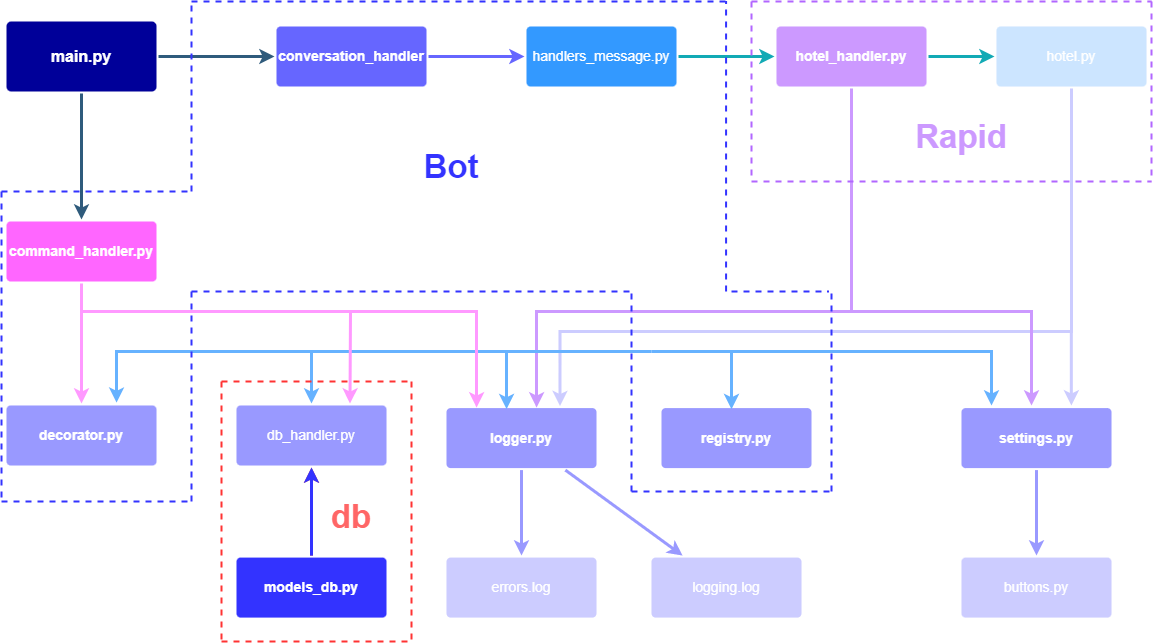 main.py
conversation_handler
handlers_message.py
hotel_handler.py
hotel.py
Rapid
Bot
command_handler.py
decorator.py
db_handler.py
logger.py
registry.py
settings.py
db
models_db.py
errors.log
logging.log
buttons.py